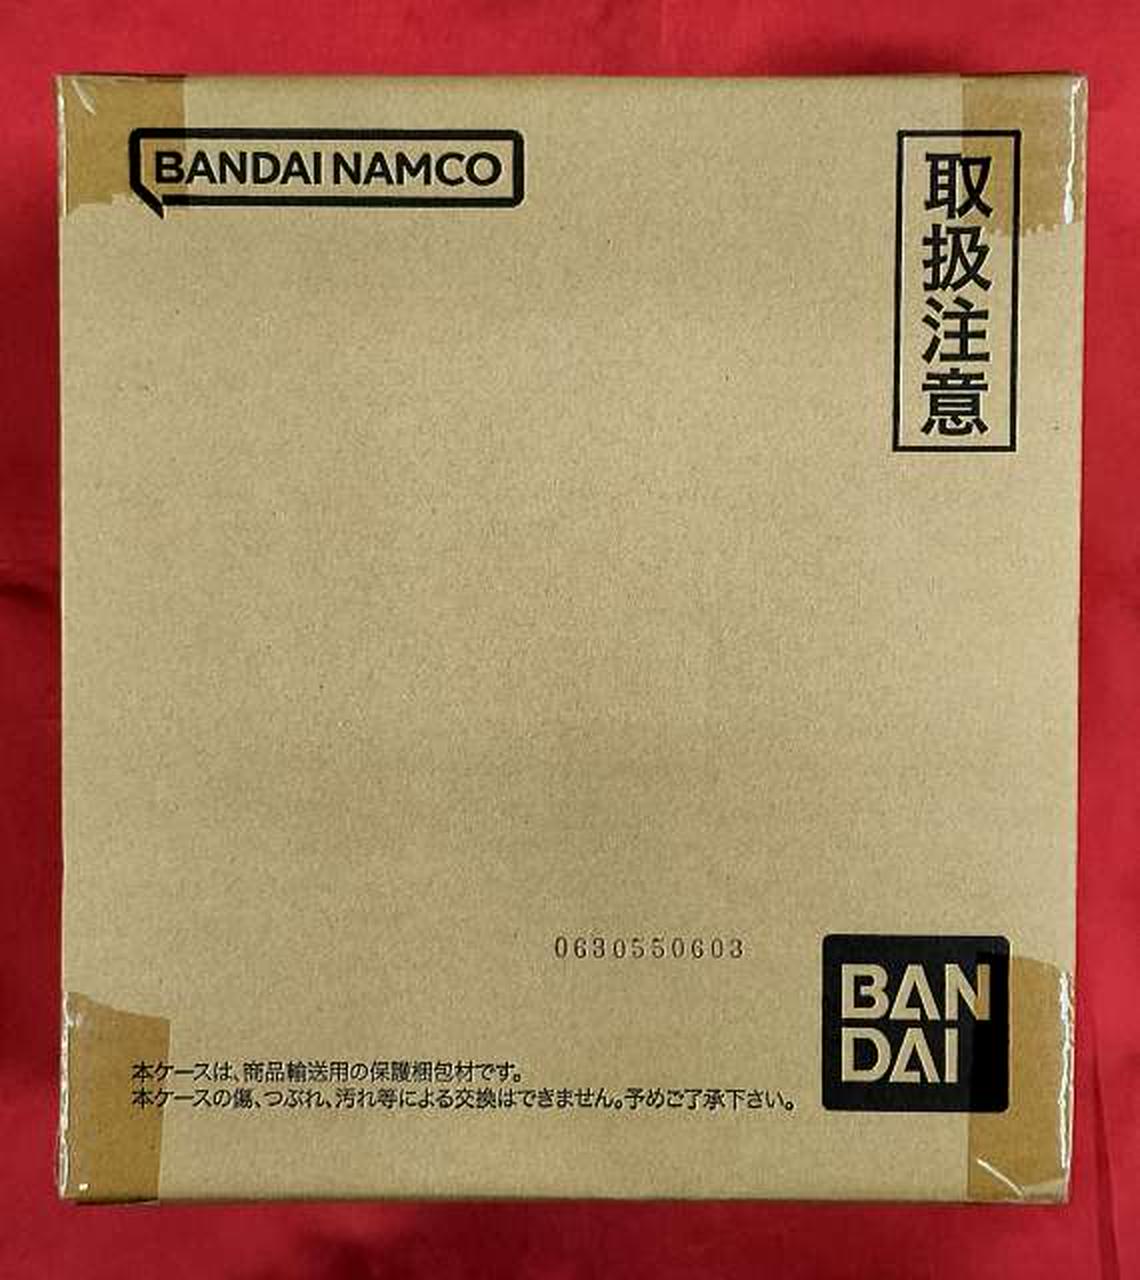 BANDAI NAMCO
取扱注意
0630550603
BAN
DAI
本ケースは、商品輸送用の保護梱包材です。
本ケースの傷、つぶれ、汚れ等による交換はできません。予めご了承下さい。